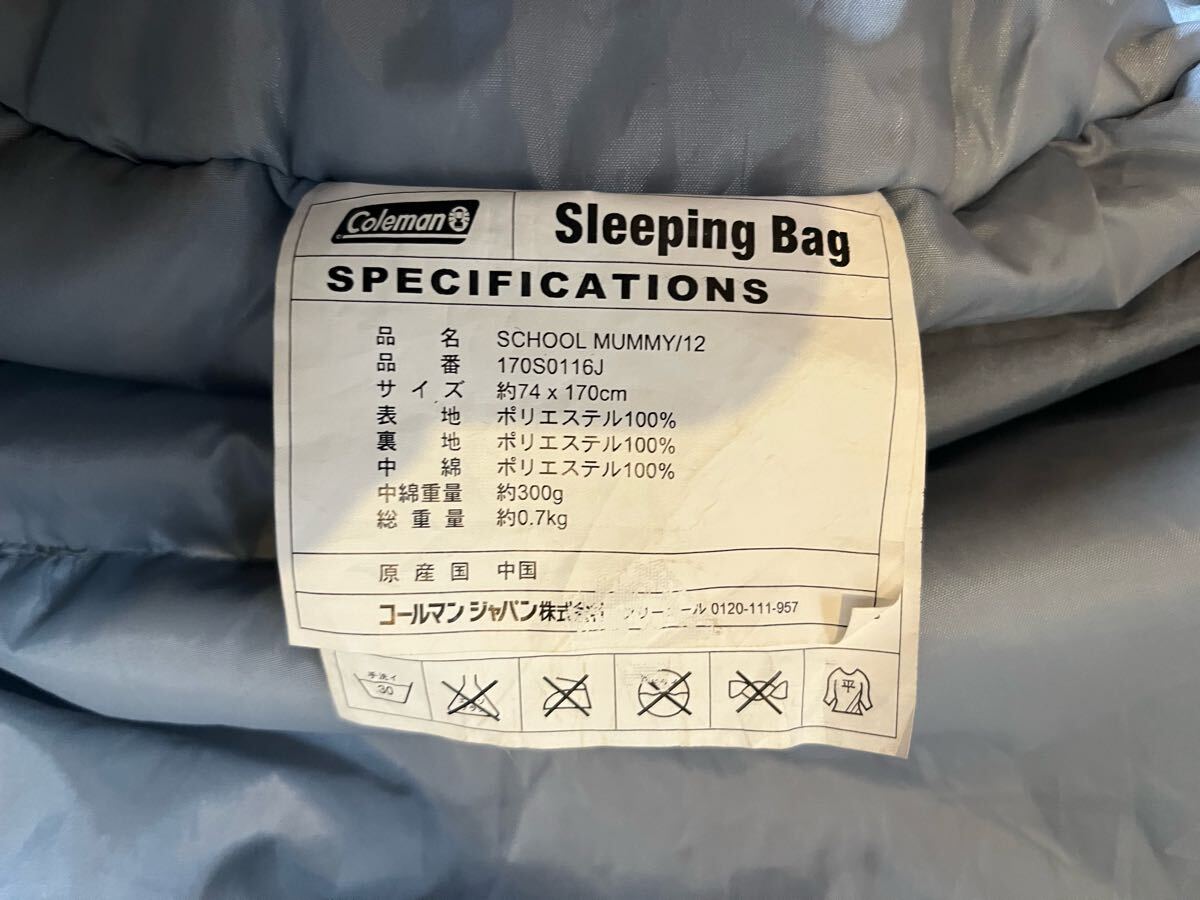 Coleman
Sleeping Bag
SPECIFICATIONS
品名 SCHOOL MUMMY/12
品番 170S0116J
サイズ 約74 x 170cm
表地 ポリエステル100%
裏地 ポリエステル100%
中綿 ポリエステル100%
中綿重量 約300g
総重量 約0.7kg
原産国 中国
コールマン ジャパン株式会社 0120-111-957
手洗イ
30
平